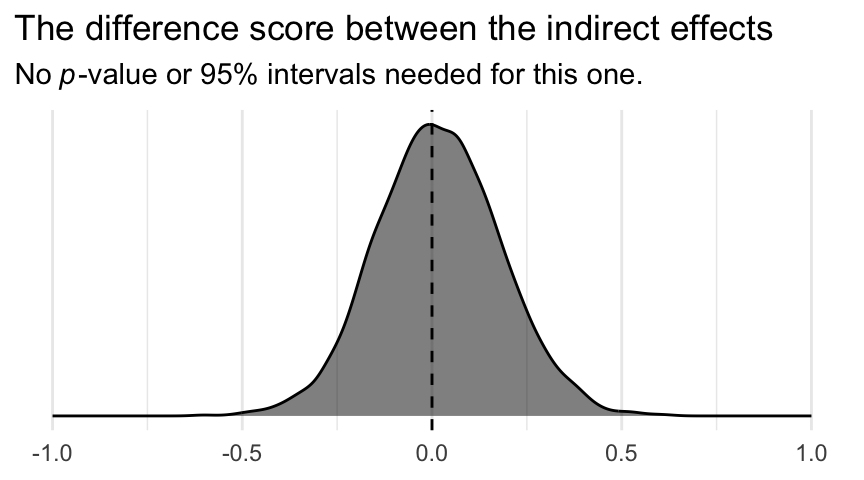 The difference score between the indirect effects
No p-value or 95% intervals needed for this one.
-1.0 -0.5 0.0 0.5 1.0